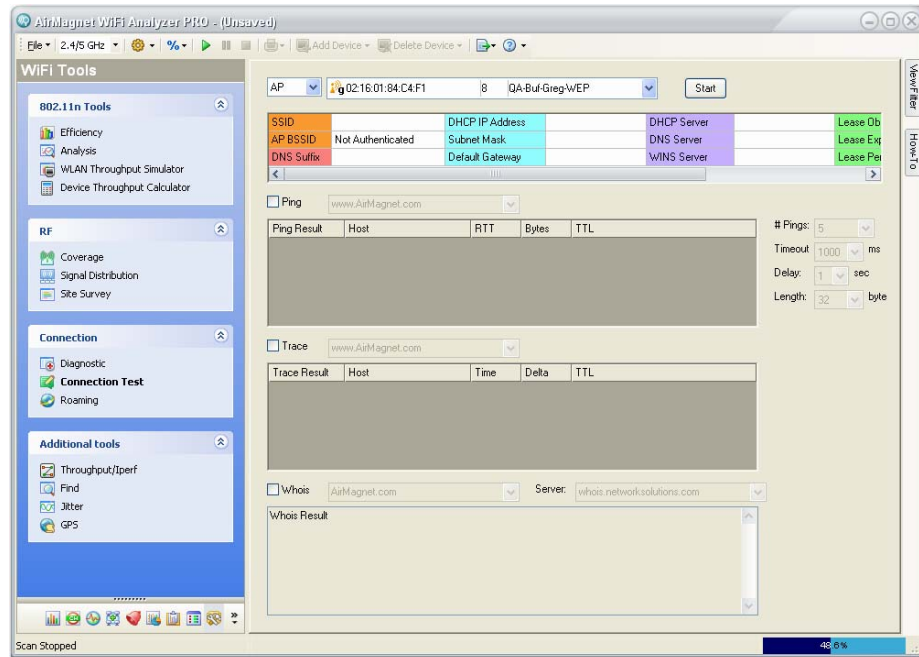 AirMagnet WiFi Analyzer PRO - (Unsaved)
File 2.4/5 GHz % Add Device Delete Device
WiFi Tools
802.11n Tools
Efficiency
Analysis
WLAN Throughput Simulator
Device Throughput Calculator
RF
Coverage
Signal Distribution
Site Survey
Connection
Diagnostic
Connection Test
Roaming
Additional tools
Throughput/Iperf
Find
Jitter
GPS
AP g 02:16:01:84:C4:F1 8 QA-Buf-Greg-WEP Start
SSID DHCP IP Address DHCP Server Lease Ob
AP BSSID Not Authenticated Subnet Mask DNS Server Lease Exp
DNS Suffix Default Gateway WINS Server Lease Per
Ping www.AirMagnet.com
Ping Result Host RTT Bytes TTL
# Pings: 5
Timeout 1000 ms
Delay: 1 sec
Length: 32 byte
Trace www.AirMagnet.com
Trace Result Host Time Delta TTL
Whois AirMagnet.com Server: whois.networksolutions.com
Whois Result
View Filter
How-To
Scan Stopped 48.6%